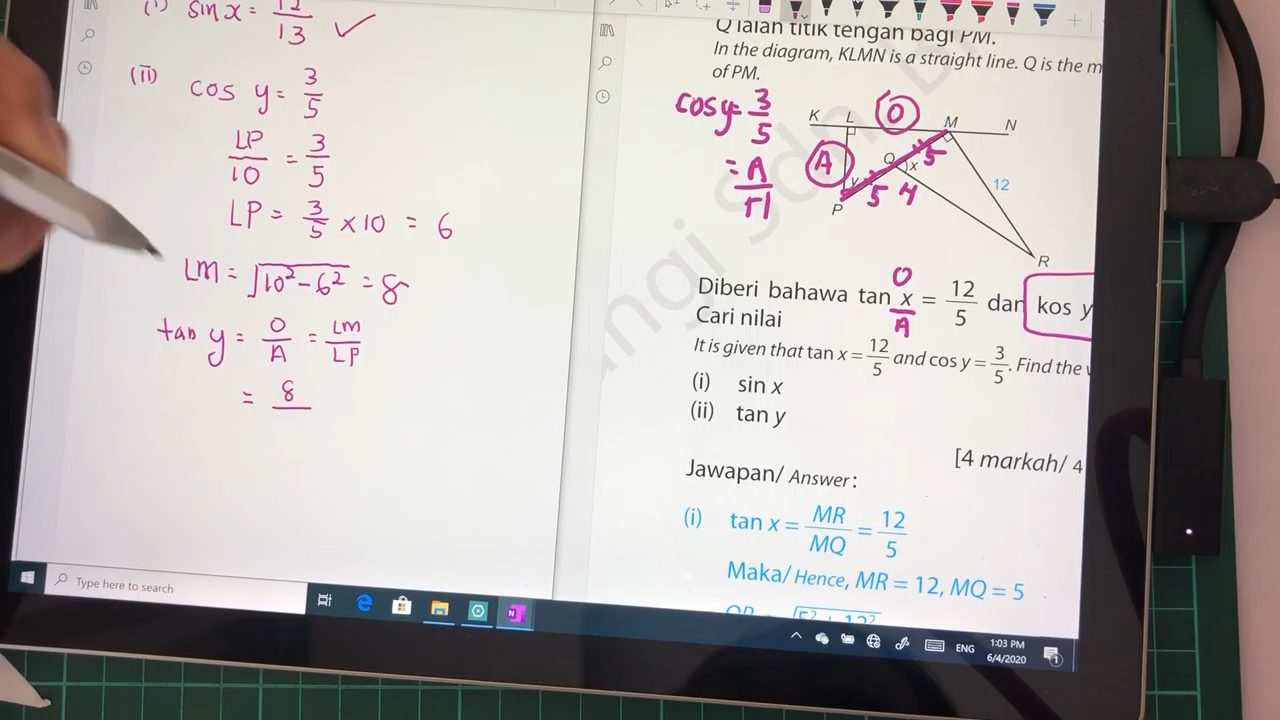 (i) sin x = 12/13 ✓
(ii) cos y = 3/5
LP/10 = 3/5
LP = 3/5 × 10 = 6
LM = √10² – 6² = 8
tan y = O/A = LM/LP
= 8
Q ialah titik tengah bagi PM.
In the diagram, KLMN is a straight line. Q is the m
of PM.
cos y = 3/5
= A
K L O M N
A Q x 5
y 5 4 12
P
R
O
Diberi bahawa tan x = 12/5 dan kos y
A
Cari nilai
It is given that tan x = 12/5 and cos y = 3/5. Find the
(i) sin x
(ii) tan y
[4 markah/ 4
Jawapan/ Answer:
(i) tan x = MR/MQ = 12/5
Maka/ Hence, MR = 12, MQ = 5
Type here to search
ENG
1:03 PM
6/4/2020
1